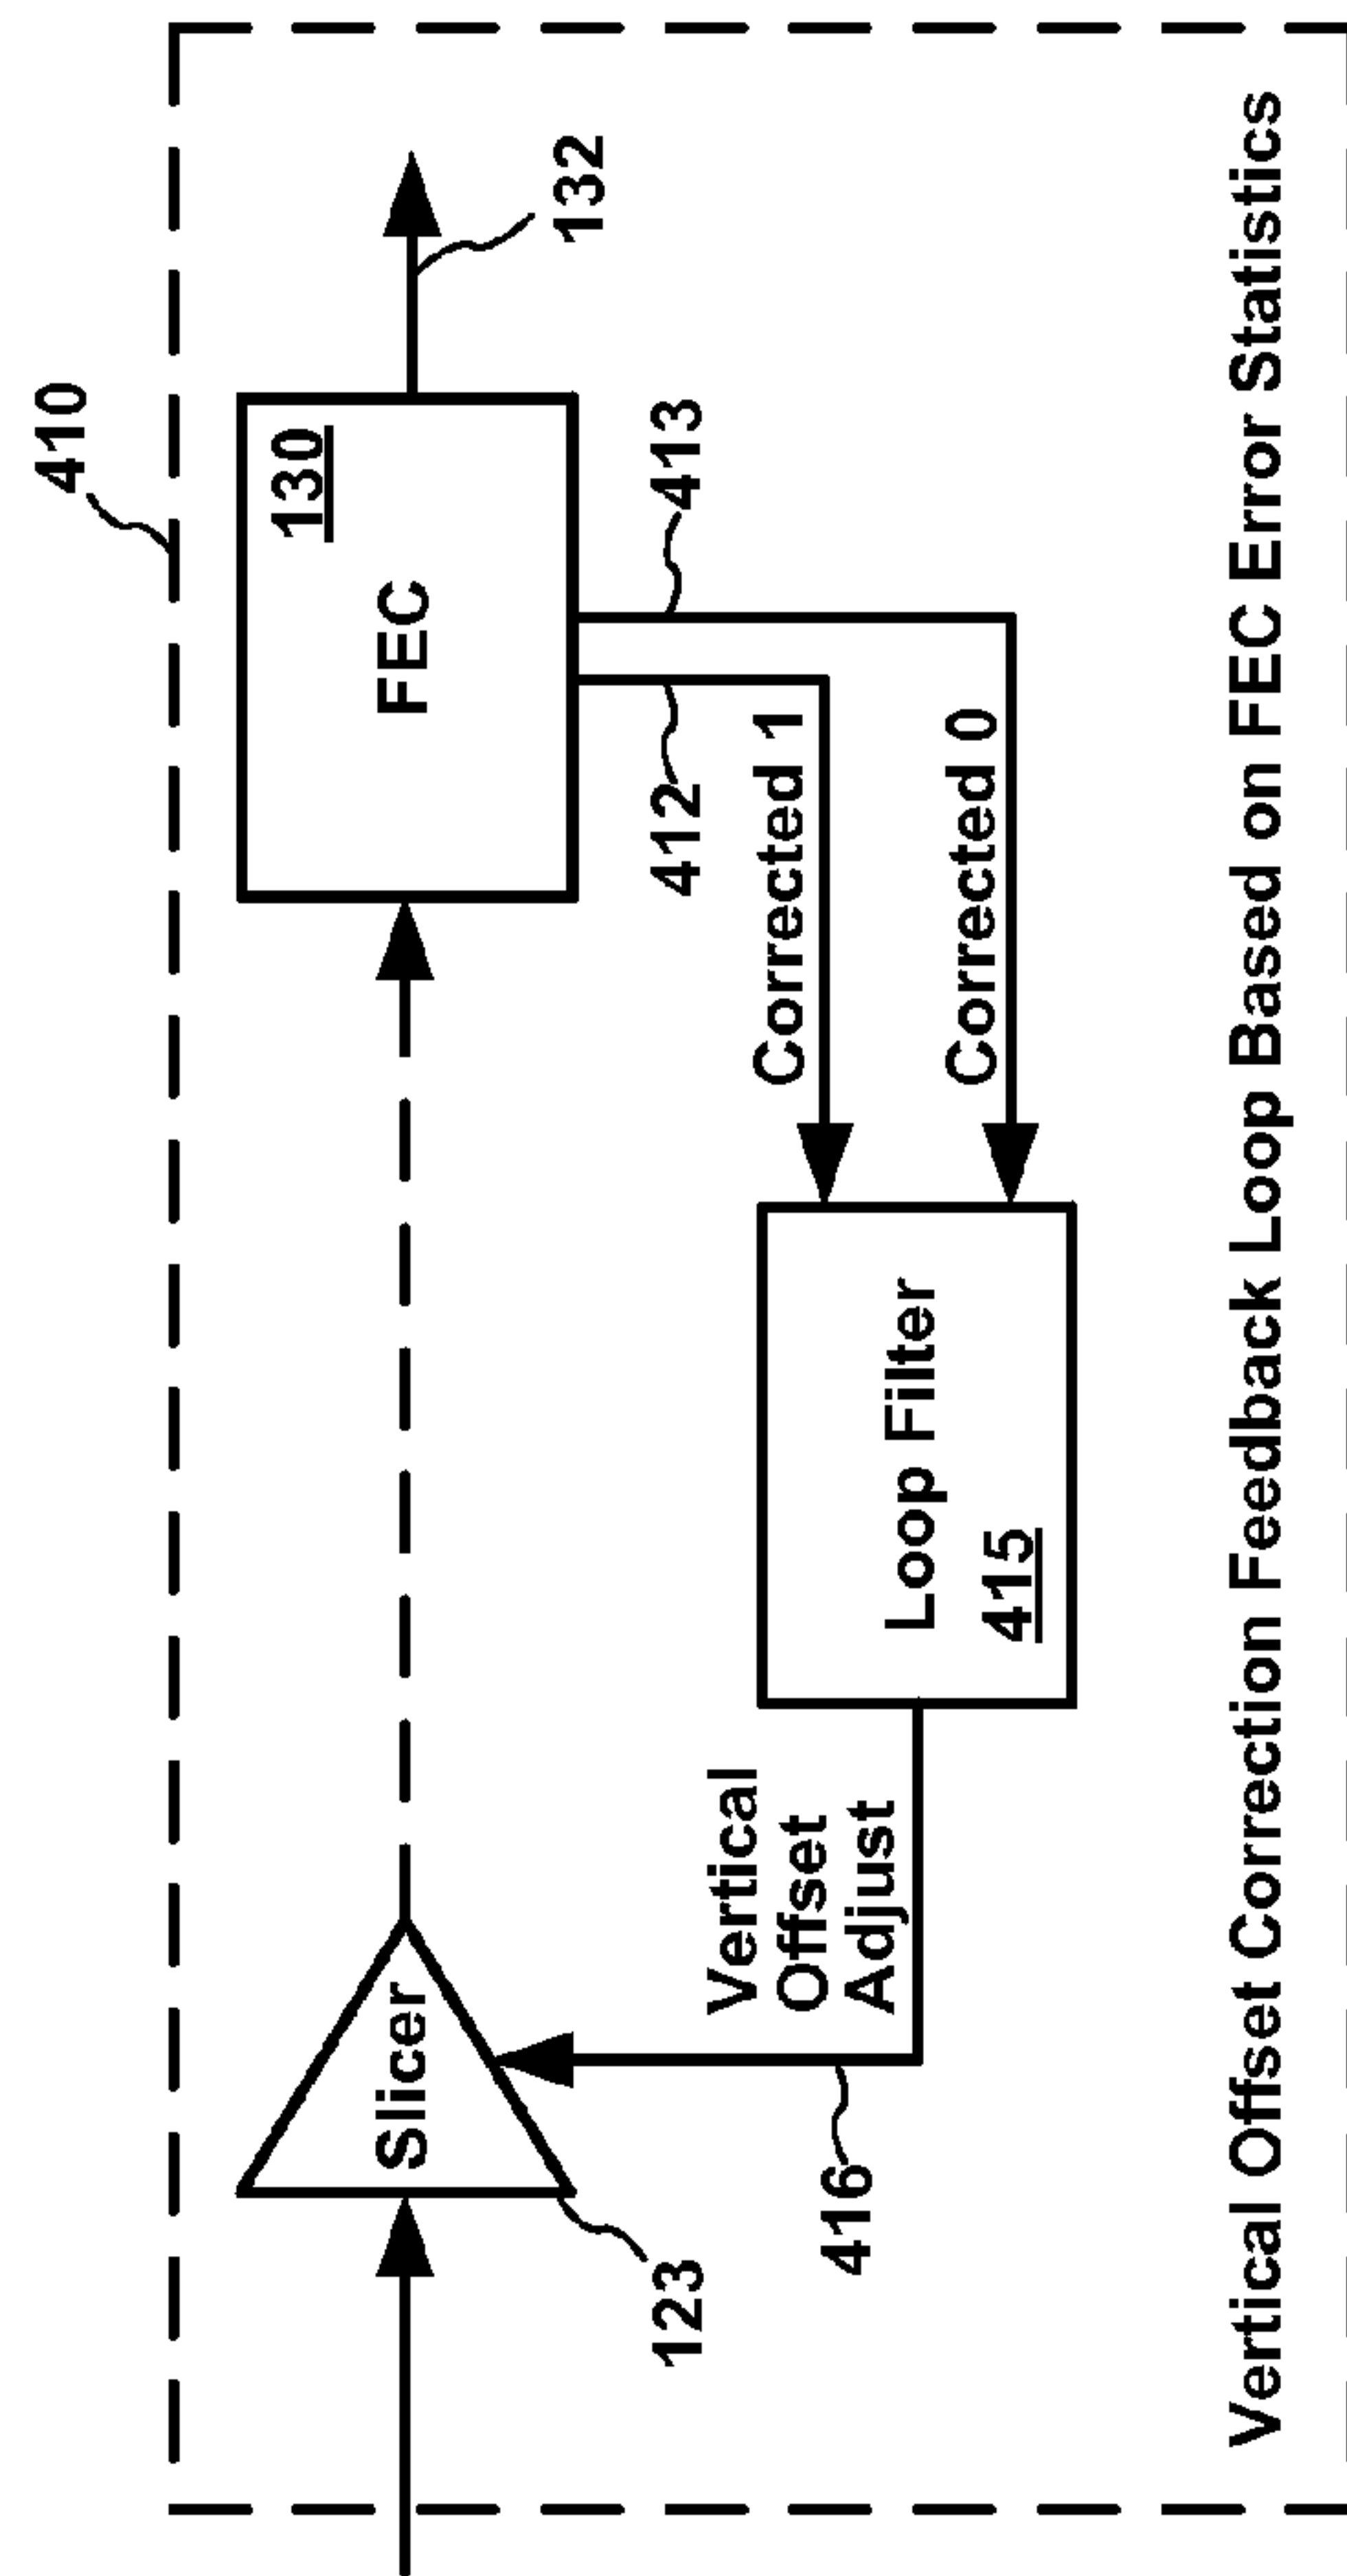 410
130
FEC
132
Slicer
123
412
413
Corrected 1
Corrected 0
Vertical
Offset
Adjust
416
Loop Filter
415
Vertical Offset Correction Feedback Loop Based on FEC Error Statistics